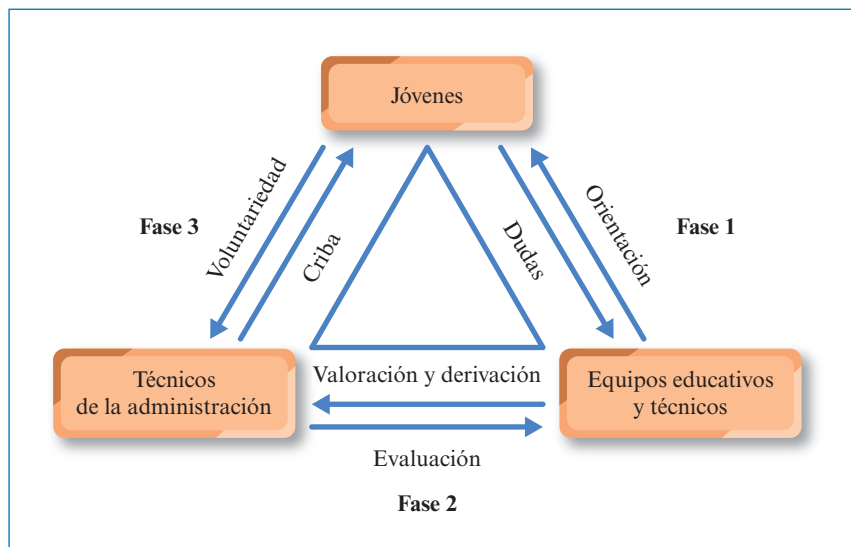 Jóvenes
Fase 3
Voluntariedad
Criba
Dudas
Orientación
Fase 1
Técnicos
de la administración
Valoración y derivación
Equipos educativos
y técnicos
Evaluación
Fase 2